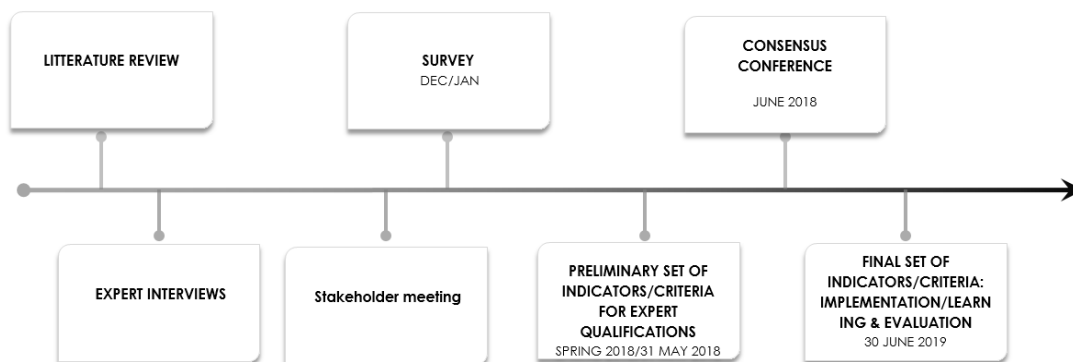 LITTERATURE REVIEW
SURVEY
DEC/JAN
CONSENSUS
CONFERENCE
JUNE 2018
EXPERT INTERVIEWS
Stakeholder meeting
PRELIMINARY SET OF
INDICATORS/CRITERIA
FOR EXPERT
QUALIFICATIONS
SPRING 2018/31 MAY 2018
FINAL SET OF
INDICATORS/CRITERIA:
IMPLEMENTATION/LEARN
ING & EVALUATION
30 JUNE 2019